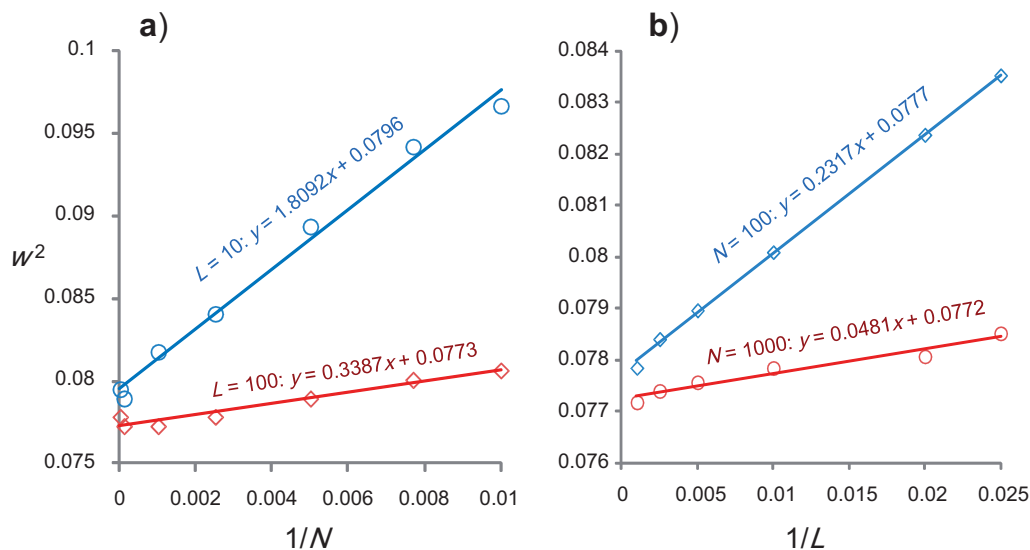 a)
0.1
0.095
0.09
0.085
0.08
0.075
w²
L = 10: y = 1.8092x + 0.0796
L = 100: y = 0.3387x + 0.0773
0 0.002 0.004 0.006 0.008 0.01
1/N
b)
0.084
0.083
0.082
0.081
0.08
0.079
0.078
0.077
0.076
N = 100: y = 0.2317x + 0.0777
N = 1000: y = 0.0481x + 0.0772
0 0.005 0.01 0.015 0.02 0.025
1/L